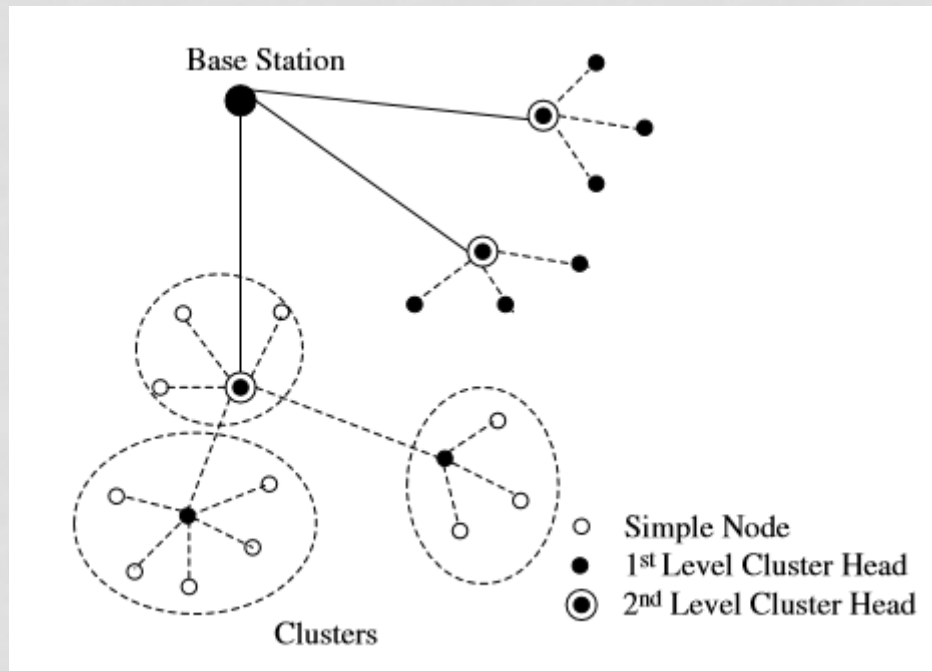 Base Station
Simple Node
1st Level Cluster Head
2nd Level Cluster Head
Clusters